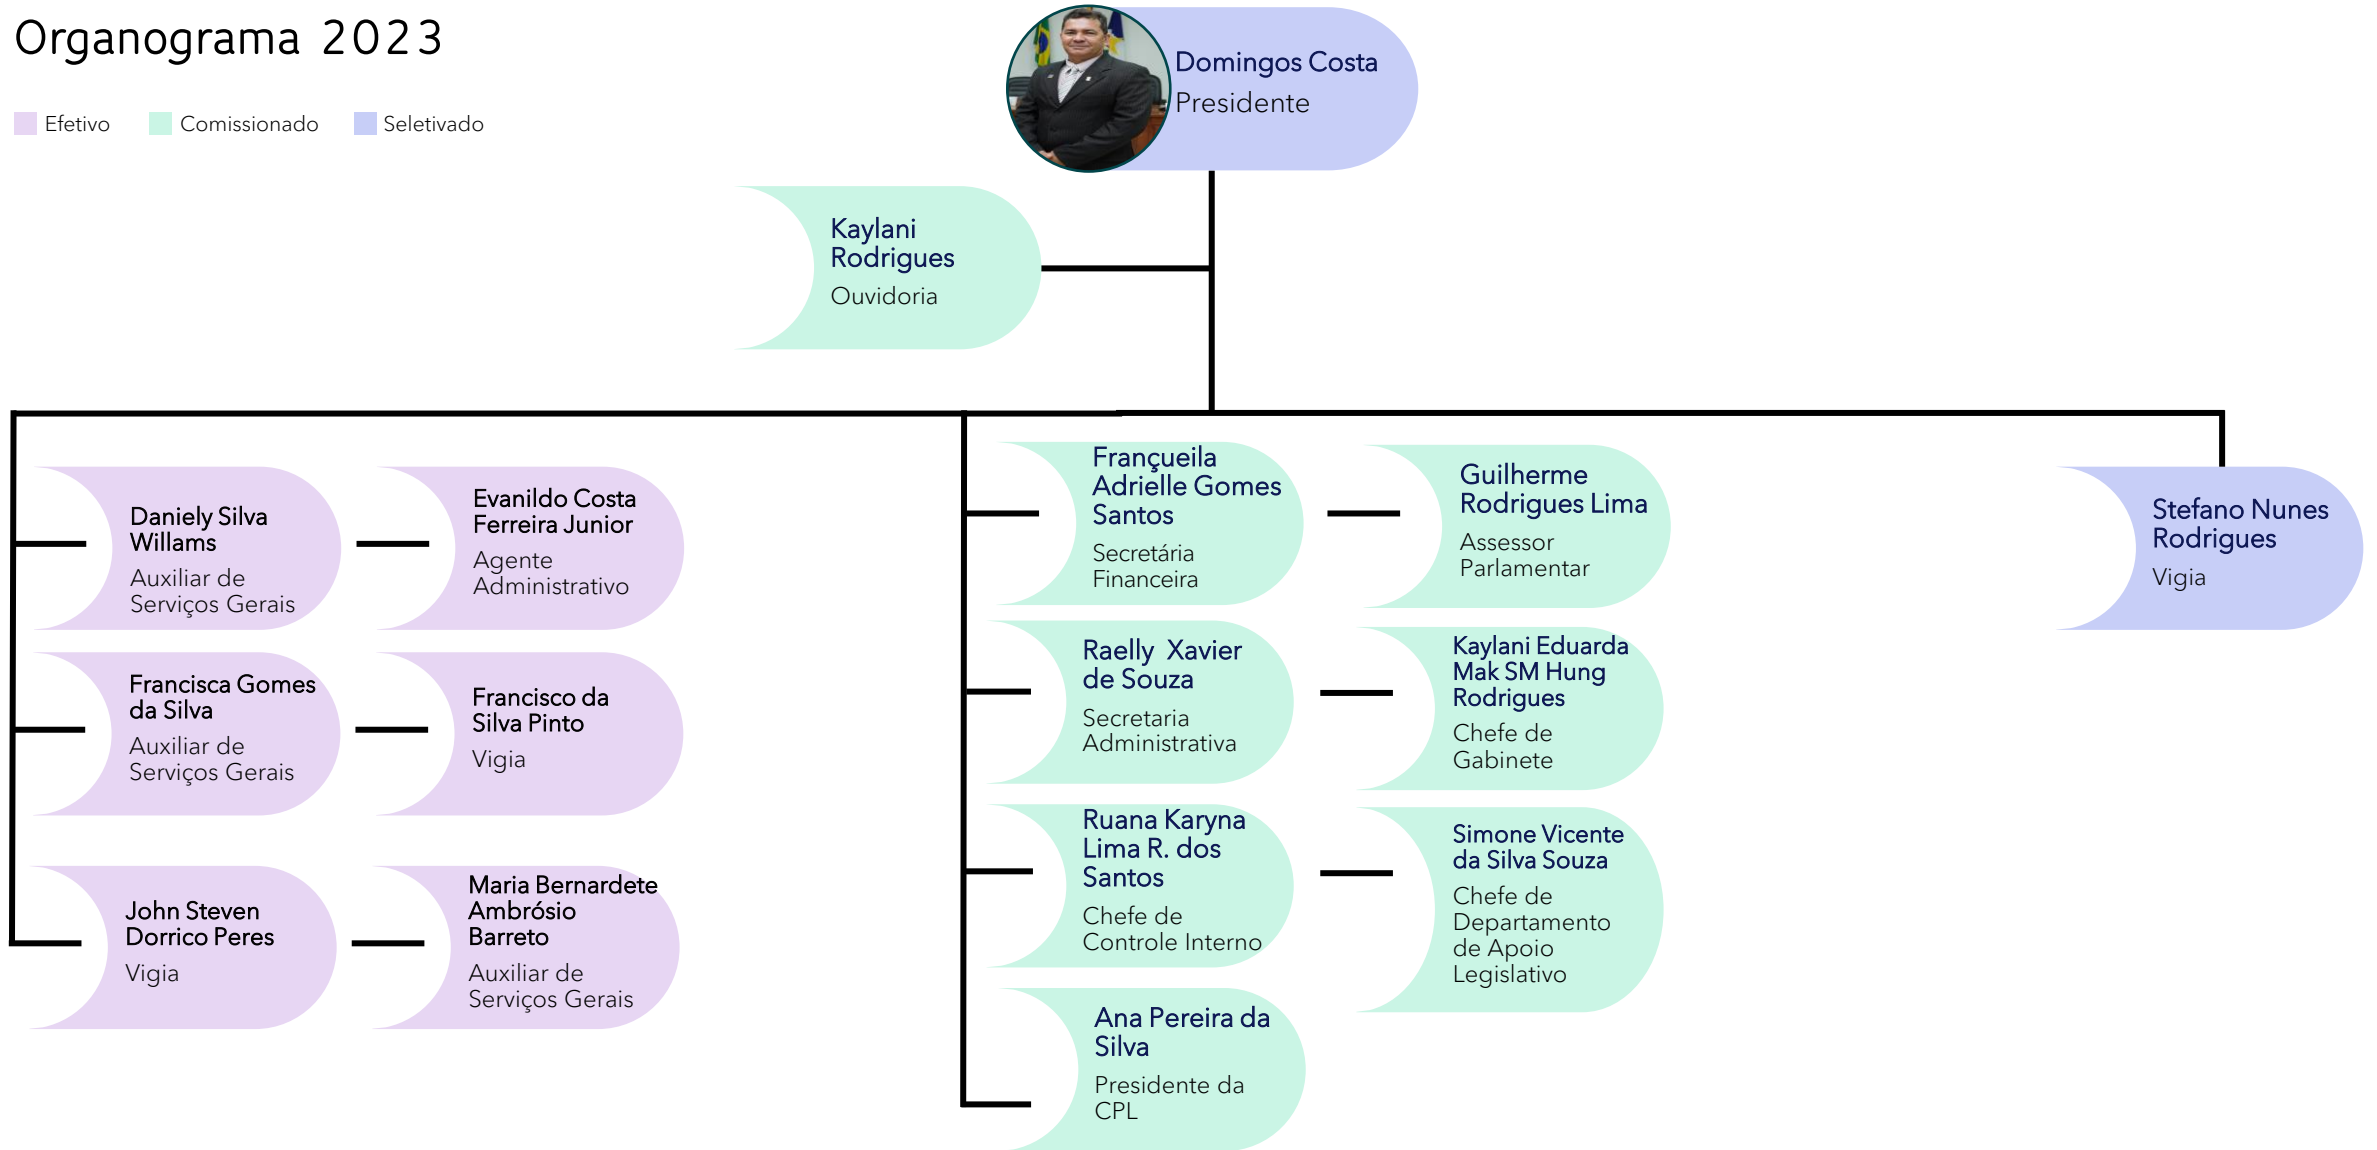 Organograma 2023
Efetivo
Comissionado
Seletivado
Domingos Costa
Presidente
Kaylani
Rodrigues
Ouvidoria
Daniely Silva
Willams
Auxiliar de
Serviços Gerais
Evanildo Costa
Ferreira Junior
Agente
Administrativo
Francisca Gomes
da Silva
Auxiliar de
Serviços Gerais
Francisco da
Silva Pinto
Vigia
John Steven
Dorrico Peres
Vigia
Maria Bernardete
Ambrósio
Barreto
Auxiliar de
Serviços Gerais
Françueila
Adrielle Gomes
Santos
Secretária
Financeira
Guilherme
Rodrigues Lima
Assessor
Parlamentar
Raelly Xavier
de Souza
Secretaria
Administrativa
Kaylani Eduarda
Mak SM Hung
Rodrigues
Chefe de
Gabinete
Ruana Karyna
Lima R. dos
Santos
Chefe de
Controle Interno
Simone Vicente
da Silva Souza
Chefe de
Departamento
de Apoio
Legislativo
Ana Pereira da
Silva
Presidente da
CPL
Stefano Nunes
Rodrigues
Vigia